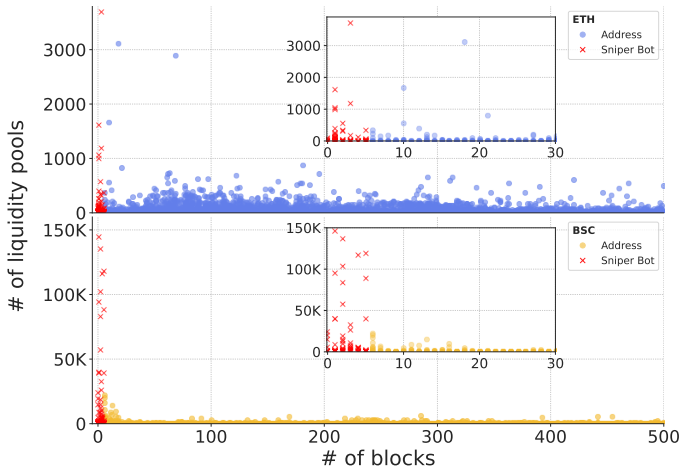 ETH
Address
Sniper Bot
3000
2000
1000
0
3000
2000
1000
0
0
10
20
30
# of liquidity pools
BSC
Address
Sniper Bot
150K
100K
50K
0
150K
100K
50K
0
0
10
20
30
0
100
200
300
400
500
# of blocks